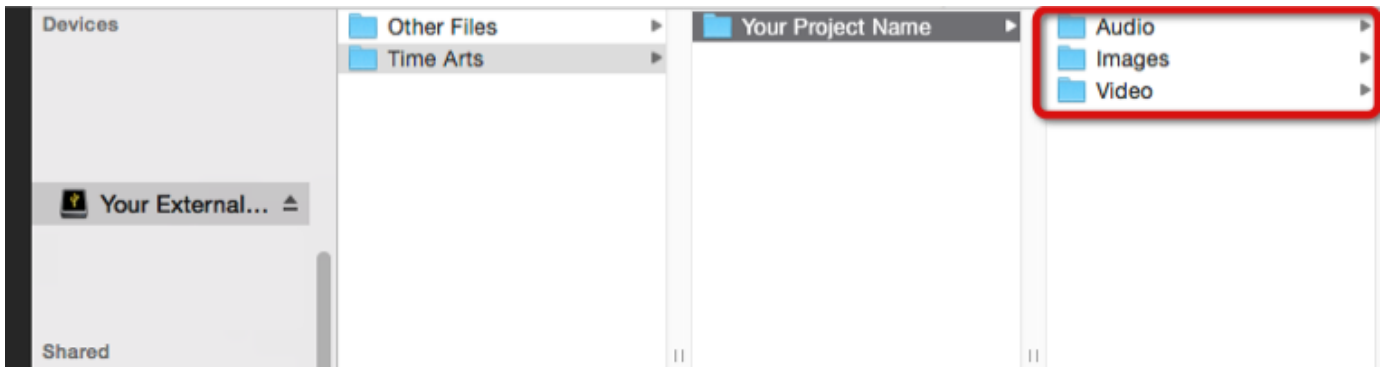 Devices
Your External...
Shared
Other Files
Time Arts
Your Project Name
Audio
Images
Video